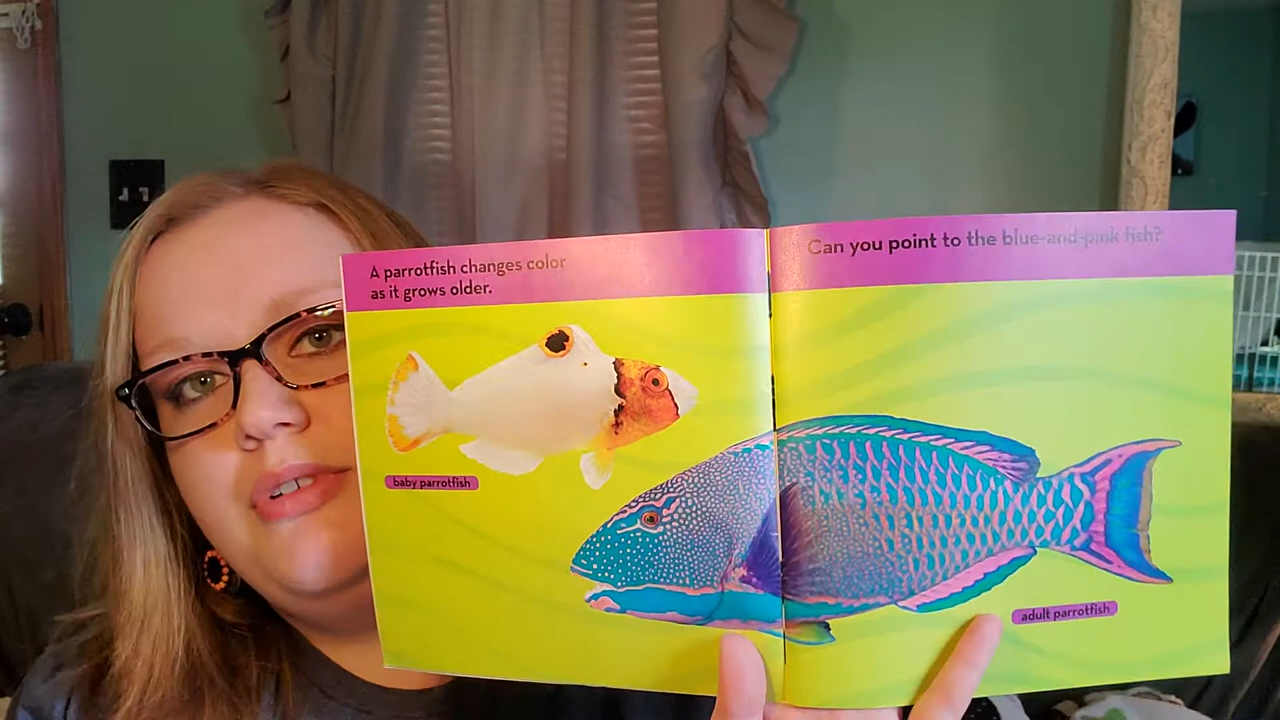 A parrotfish changes color
as it grows older.
baby parrotfish
Can you point to the blue-and-pink fish?
adult parrotfish